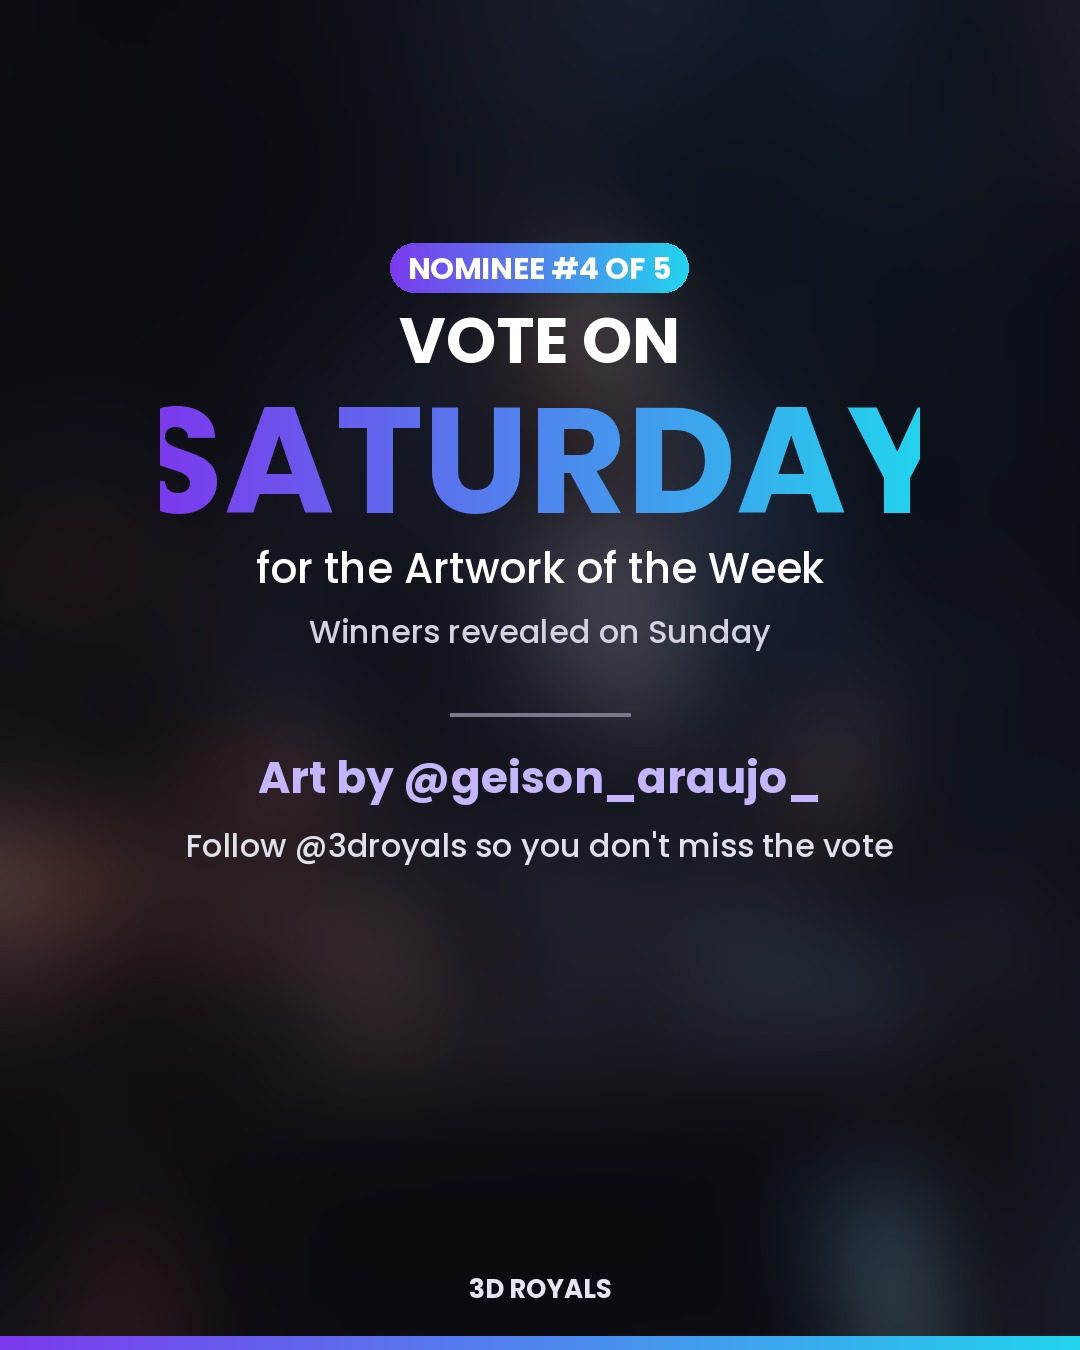 NOMINEE #4 OF 5
VOTE ON
SATURDAY
for the Artwork of the Week
Winners revealed on Sunday
Art by @geison_araujo_
Follow @3droyals so you don't miss the vote
3D ROYALS